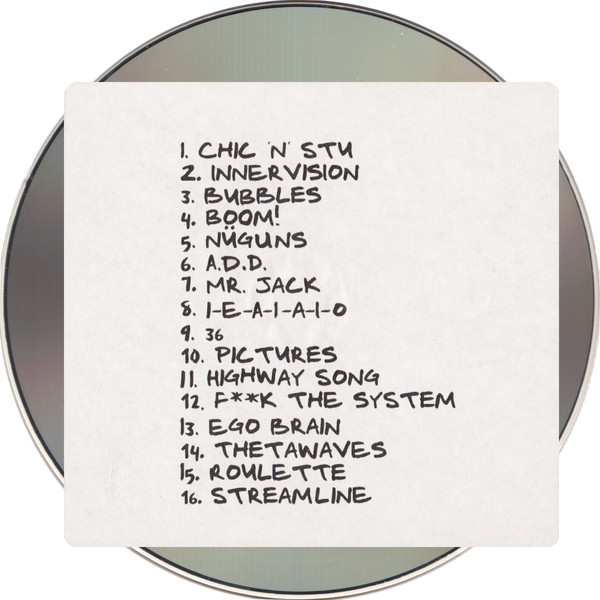 1. CHIC 'N' STU
2. INNERVISION
3. BUBBLES
4. BOOM!
5. NÜGUNS
6. A.D.D.
7. MR. JACK
8. I-E-A-I-A-I-O
9. 36
10. PICTURES
11. HIGHWAY SONG
12. F**K THE SYSTEM
13. EGO BRAIN
14. THETAWAVES
15. ROULETTE
16. STREAMLINE